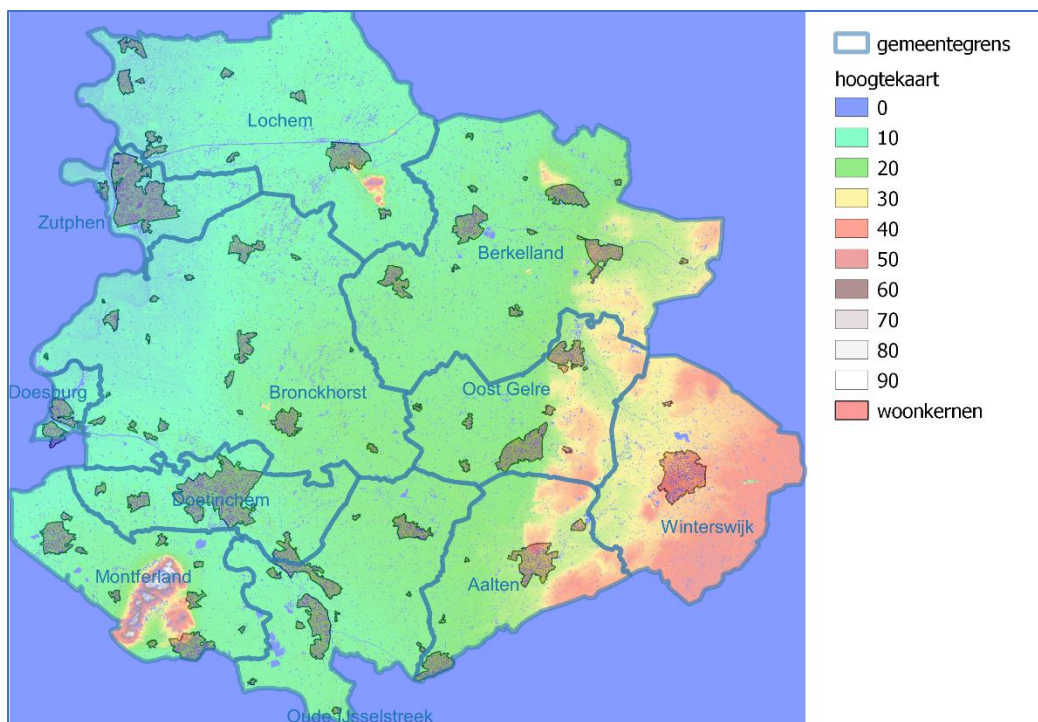 Lochem
Zutphen
Berkelland
Doesburg
Bronckhorst
Oost Gelre
Doetinchem
Winterswijk
Montferland
Aalten
Oude IJsselstreek
gemeentegrens
hoogtekaart
0
10
20
30
40
50
60
70
80
90
woonkernen